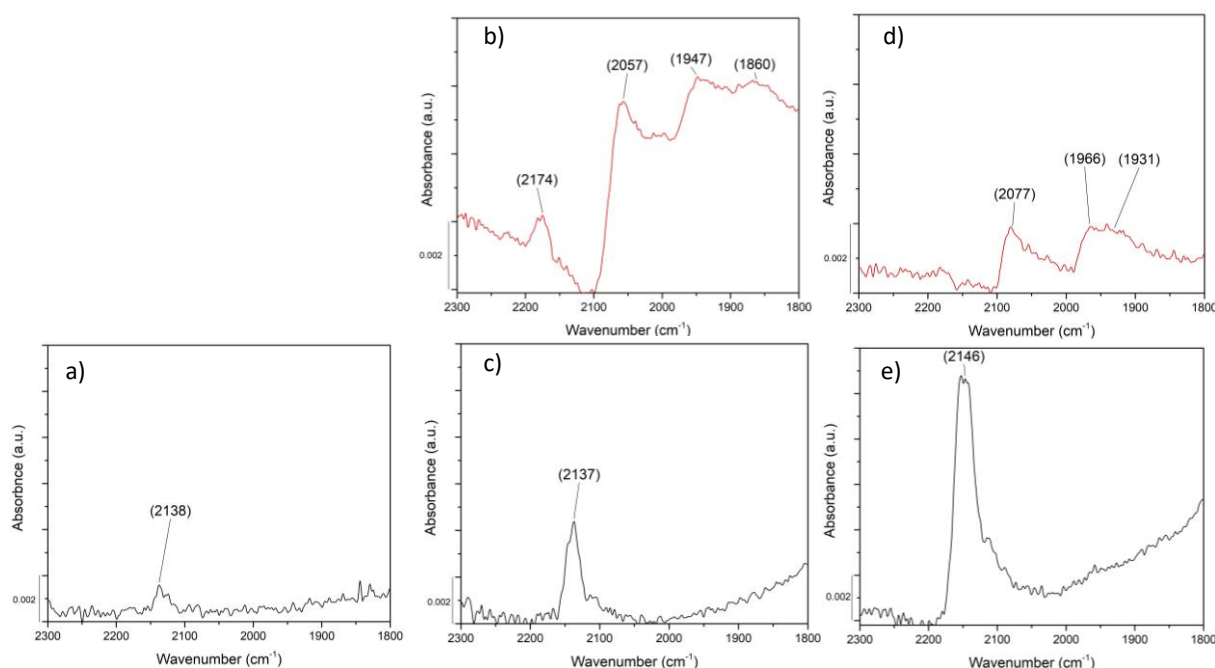 b)
(2057)
(1947)
(1860)
(2174)
Absorbance (a.u.)
0.002
2300 2200 2100 2000 1900 1800
Wavenumber (cm-1)
d)
(1966)
(1931)
(2077)
Absorbance (a.u.)
0.002
2300 2200 2100 2000 1900 1800
Wavenumber (cm-1)
a)
(2138)
Absorbnce (a.u.)
0.002
2300 2200 2100 2000 1900 1800
Wavenumber (cm-1)
c)
(2137)
Absorbance (a.u.)
0.002
2300 2200 2100 2000 1900 1800
Wavenumber (cm-1)
e)
(2146)
Absorbance (a.u.)
0.002
2300 2200 2100 2000 1900 1800
Wavenumber (cm-1)